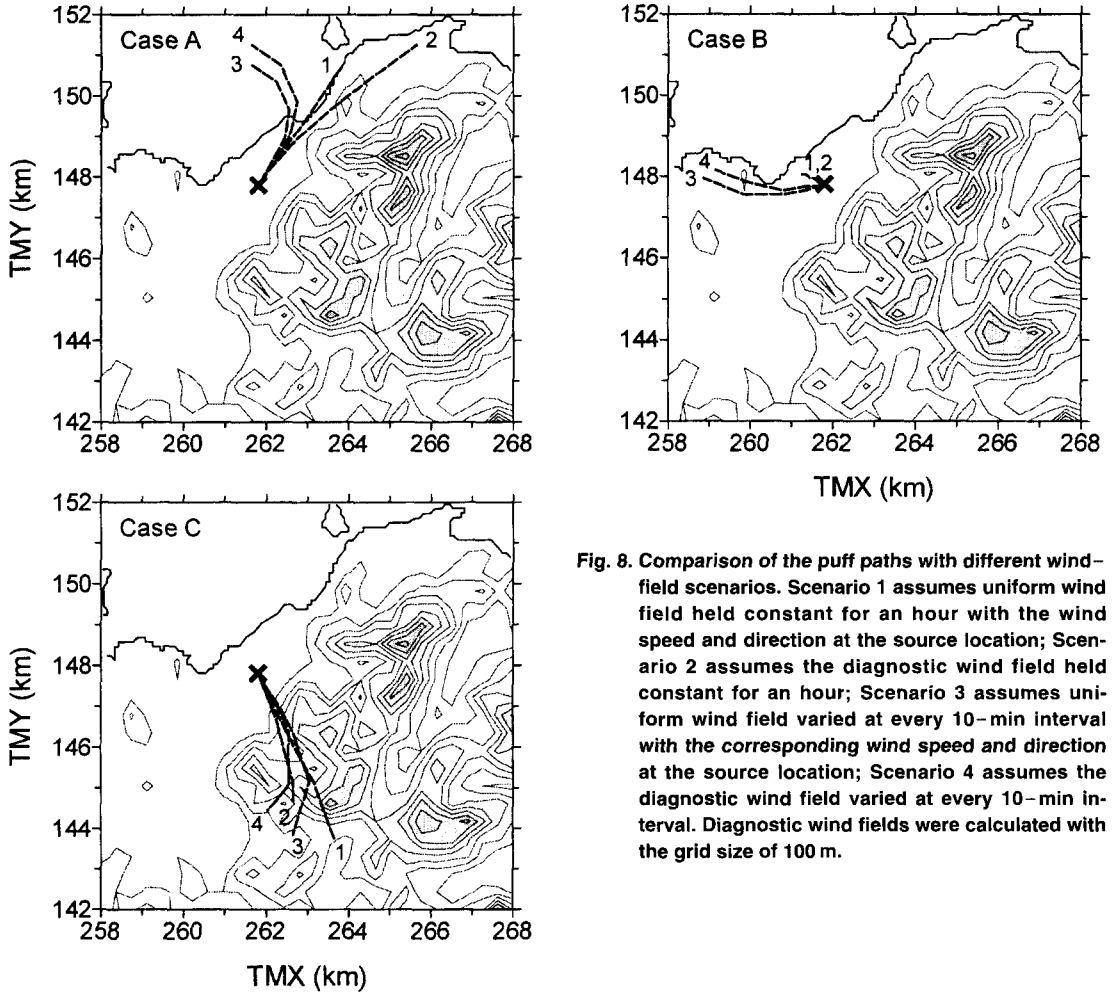 152
Case A
4
3
1
2
150
148
146
144
142
TMY (km)
258 260 262 264 266 268
152
Case B
1,2
4
3
150
148
146
144
142
258 260 262 264 266 268
TMX (km)
152
Case C
150
148
146
144
142
TMY (km)
4
2
3
1
258 260 262 264 266 268
TMX (km)
Fig. 8. Comparison of the puff paths with different wind-
field scenarios. Scenario 1 assumes uniform wind
field held constant for an hour with the wind
speed and direction at the source location; Scen-
ario 2 assumes the diagnostic wind field held
constant for an hour; Scenario 3 assumes uni-
form wind field varied at every 10-min interval
with the corresponding wind speed and direction
at the source location; Scenario 4 assumes the
diagnostic wind field varied at every 10-min in-
terval. Diagnostic wind fields were calculated with
the grid size of 100 m.